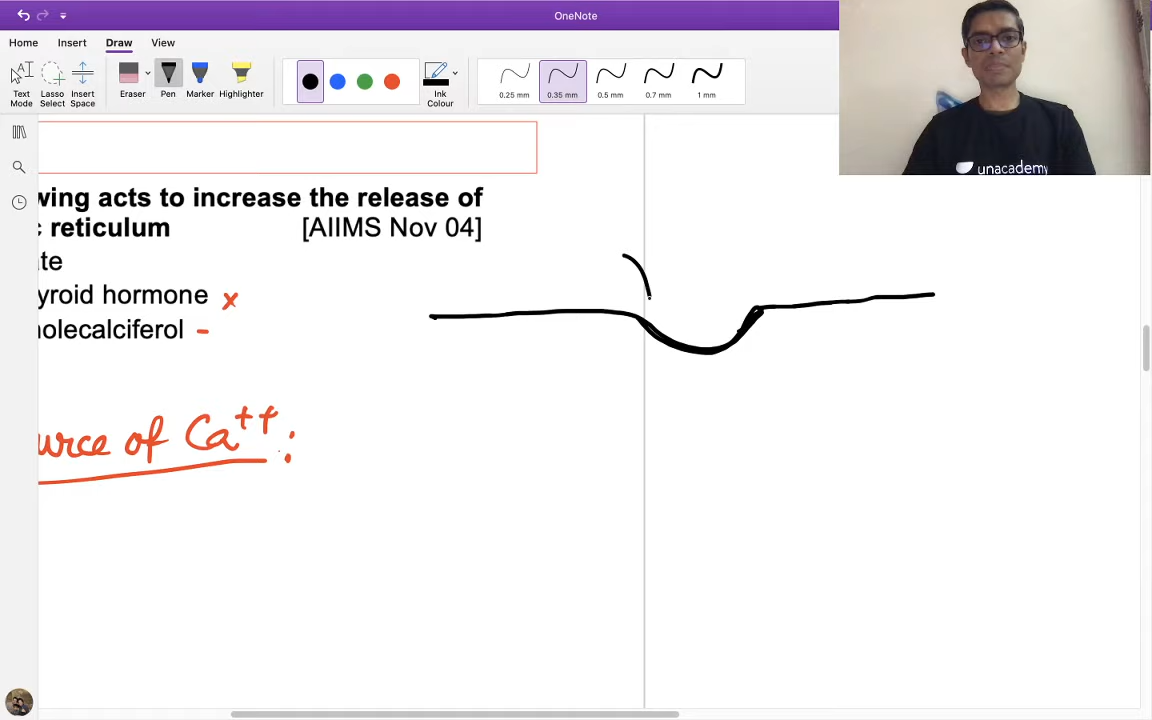 OneNote
Home Insert Draw View
Text Mode
Lasso Select
Insert Space
Eraser
Pen
Marker
Highlighter
Ink Colour
0.25 mm
0.35 mm
0.5 mm
0.7 mm
1 mm
unacademy
wing acts to increase the release of
c reticulum [AIIMS Nov 04]
ate
yroid hormone x
holecalciferol -
urce of Ca++ :